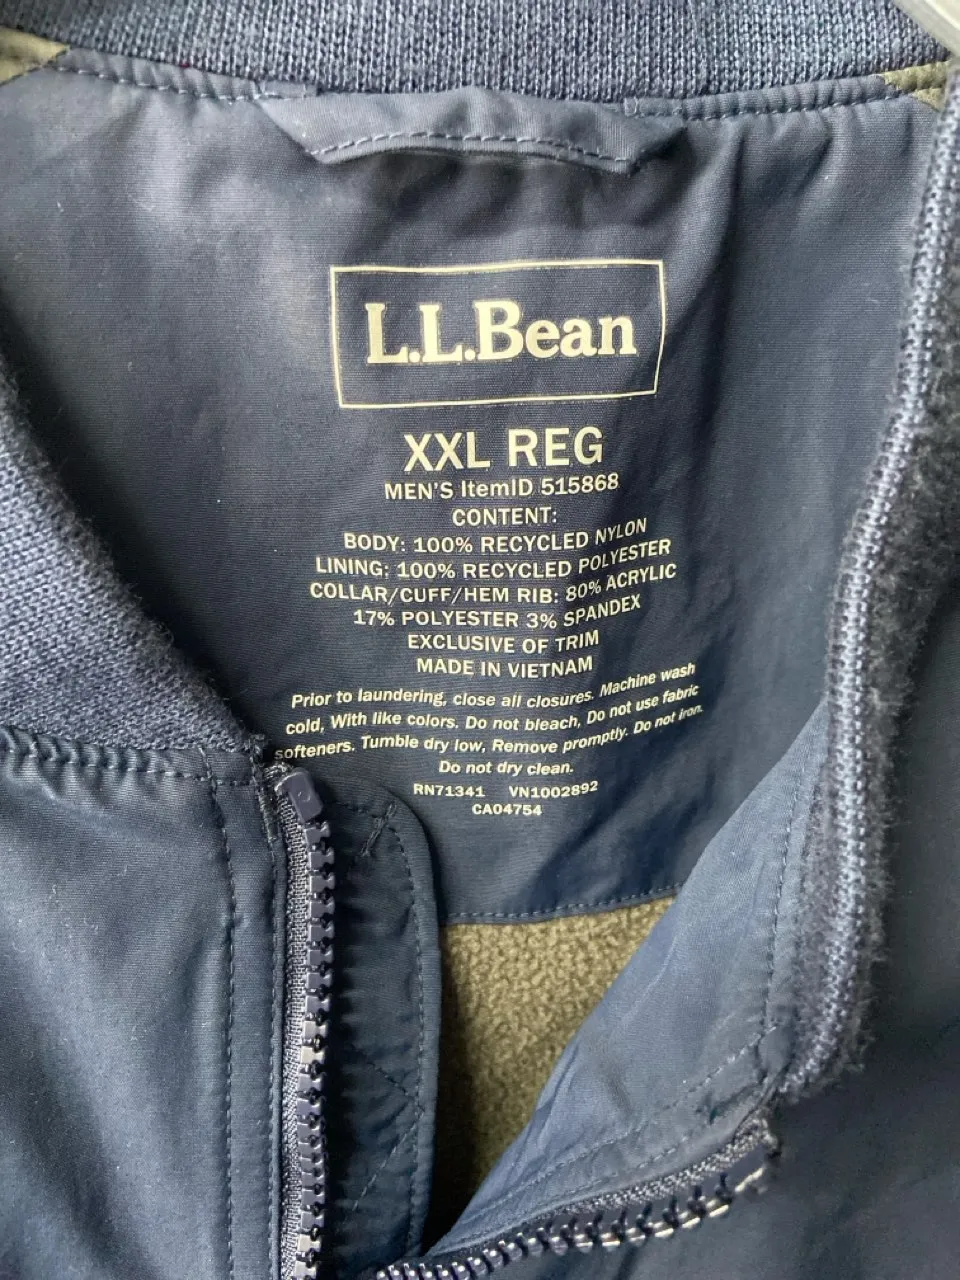 L.L.Bean
XXL REG
MEN'S ItemID 515868
CONTENT:
BODY: 100% RECYCLED NYLON
LINING: 100% RECYCLED POLYESTER
COLLAR/CUFF/HEM RIB: 80% ACRYLIC
17% POLYESTER 3% SPANDEX
EXCLUSIVE OF TRIM
MADE IN VIETNAM
Prior to laundering, close all closures. Machine wash
cold, With like colors. Do not bleach, Do not use fabric
softeners. Tumble dry low, Remove promptly. Do not iron.
Do not dry clean.
RN71341 VN1002892
CA04754